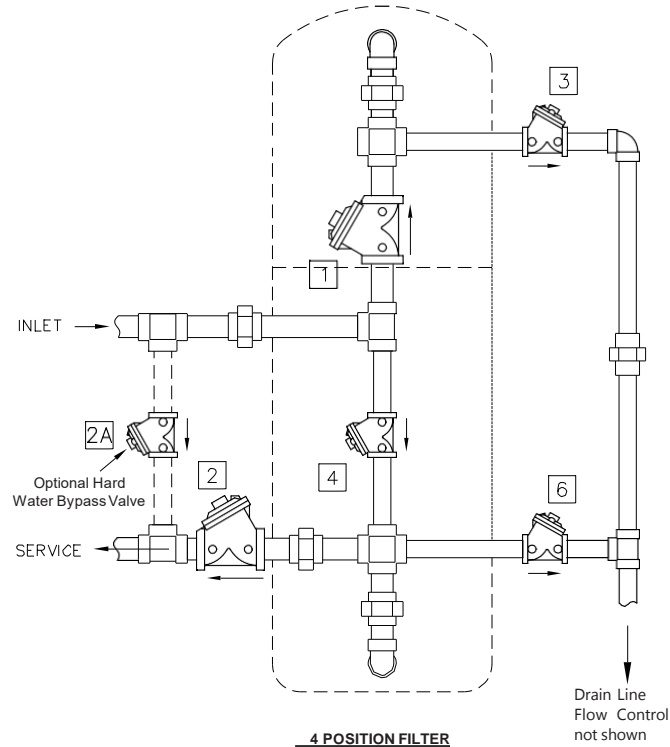 3
1
INLET
2A
Optional Hard
Water Bypass Valve
2
4
6
SERVICE
Drain Line
Flow Control
not shown
4 POSITION FILTER